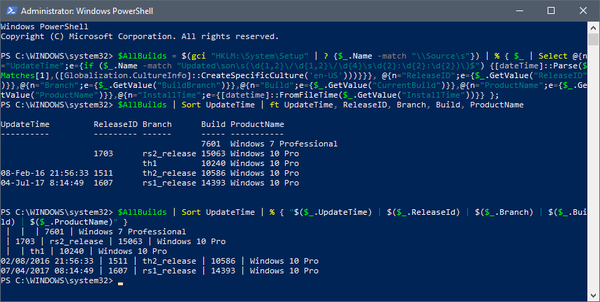 Administrator: Windows PowerShell
Windows PowerShell
Copyright (C) Microsoft Corporation. All rights reserved.
PS C:\WINDOWS\system32> $AllBuilds = $(gci "HKLM:\System\Setup" | ? {$_.Name -match "\\Source\s"}) | % { $_ | Select @{n
="UpdateTime";e={if ($_.Name -match "Updated\son\s(\d{1,2}\/\d{1,2}\/\d{4}\s\d{2}:\d{2}:\d{2})\)$") {[datetime]::Parse($
Matches[1],([Globalization.CultureInfo]::CreateSpecificCulture('en-US')))}}}, @{n="ReleaseID";e={$_.GetValue("ReleaseID"
)}},@{n="Branch";e={$_.GetValue("BuildBranch")}},@{n="Build";e={$_.GetValue("CurrentBuild")}},@{n="ProductName";e={$_.Ge
tValue("ProductName")}},@{n="InstallTime";e={[datetime]::FromFileTime($_.GetValue("InstallTime"))}} };
PS C:\WINDOWS\system32> $AllBuilds | Sort UpdateTime | ft UpdateTime, ReleaseID, Branch, Build, ProductName
UpdateTime ReleaseID Branch Build ProductName
---------- --------- ------ ----- -----------
7601 Windows 7 Professional
1703 rs2_release 15063 Windows 10 Pro
th1 10240 Windows 10 Pro
08-Feb-16 21:56:33 1511 th2_release 10586 Windows 10 Pro
04-Jul-17 8:14:49 1607 rs1_release 14393 Windows 10 Pro
PS C:\WINDOWS\system32> $AllBuilds | Sort UpdateTime | % { "$($_.UpdateTime) | $($_.ReleaseId) | $($_.Branch) | $($_.Bui
ld) | $($_.ProductName)" }
| | | 7601 | Windows 7 Professional
| 1703 | rs2_release | 15063 | Windows 10 Pro
| | th1 | 10240 | Windows 10 Pro
02/08/2016 21:56:33 | 1511 | th2_release | 10586 | Windows 10 Pro
07/04/2017 08:14:49 | 1607 | rs1_release | 14393 | Windows 10 Pro
PS C:\WINDOWS\system32>